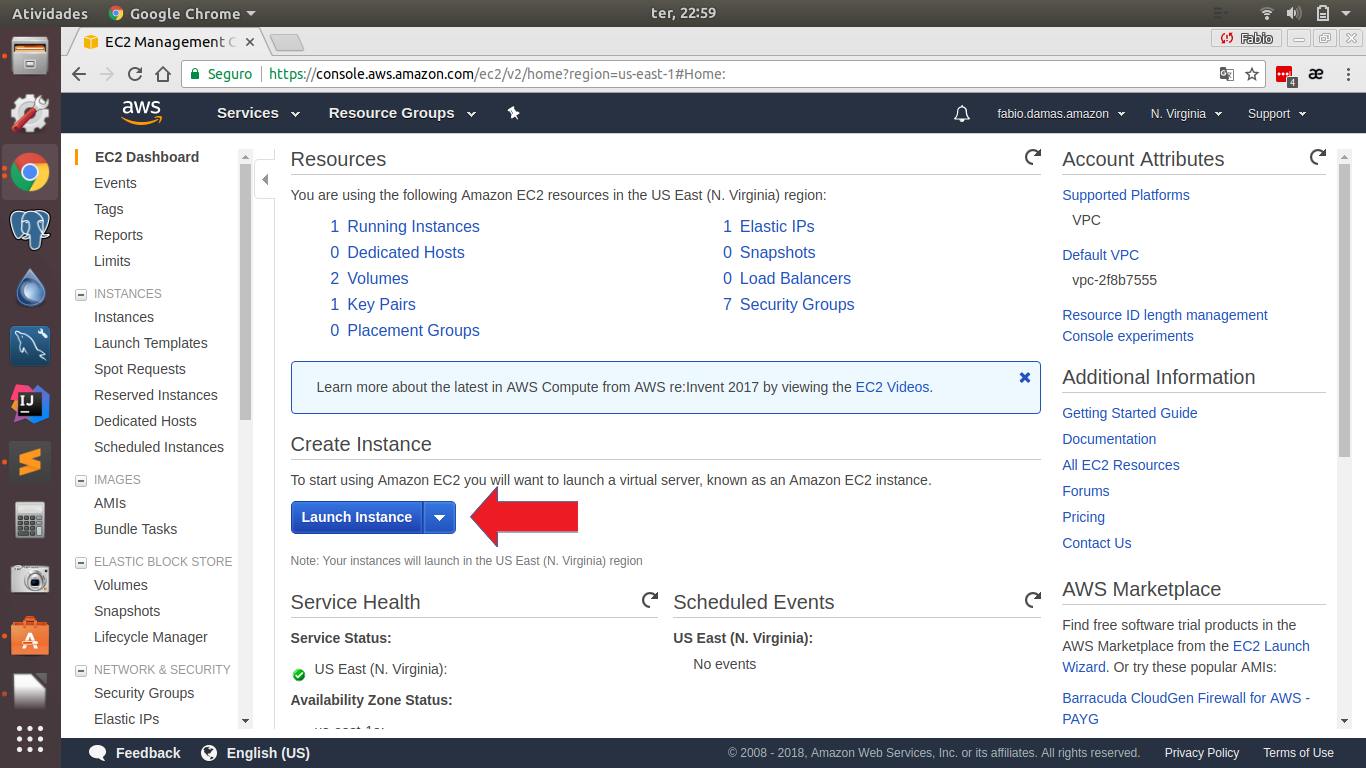 Atividades
Google Chrome
ter, 22:59
EC2 Management C
Fabio
Seguro
https://console.aws.amazon.com/ec2/v2/home?region=us-east-1#Home:
4
æ
aws
Services
Resource Groups
fabio.damas.amazon
N. Virginia
Support
EC2 Dashboard
Events
Tags
Reports
Limits
INSTANCES
Instances
Launch Templates
Spot Requests
Reserved Instances
Dedicated Hosts
Scheduled Instances
IMAGES
AMIs
Bundle Tasks
ELASTIC BLOCK STORE
Volumes
Snapshots
Lifecycle Manager
NETWORK & SECURITY
Security Groups
Elastic IPs
Resources
You are using the following Amazon EC2 resources in the US East (N. Virginia) region:
1 Running Instances
1 Elastic IPs
0 Dedicated Hosts
0 Snapshots
2 Volumes
0 Load Balancers
1 Key Pairs
7 Security Groups
0 Placement Groups
Learn more about the latest in AWS Compute from AWS re:Invent 2017 by viewing the EC2 Videos.
Create Instance
To start using Amazon EC2 you will want to launch a virtual server, known as an Amazon EC2 instance.
Launch Instance
Note: Your instances will launch in the US East (N. Virginia) region
Service Health
Service Status:
US East (N. Virginia):
Availability Zone Status:
Scheduled Events
US East (N. Virginia):
No events
Account Attributes
Supported Platforms
VPC
Default VPC
vpc-2f8b7555
Resource ID length management
Console experiments
Additional Information
Getting Started Guide
Documentation
All EC2 Resources
Forums
Pricing
Contact Us
AWS Marketplace
Find free software trial products in the
AWS Marketplace from the EC2 Launch
Wizard. Or try these popular AMIs:
Barracuda CloudGen Firewall for AWS -
PAYG
IJ
Feedback
English (US)
© 2008 - 2018, Amazon Web Services, Inc. or its affiliates. All rights reserved.
Privacy Policy
Terms of Use